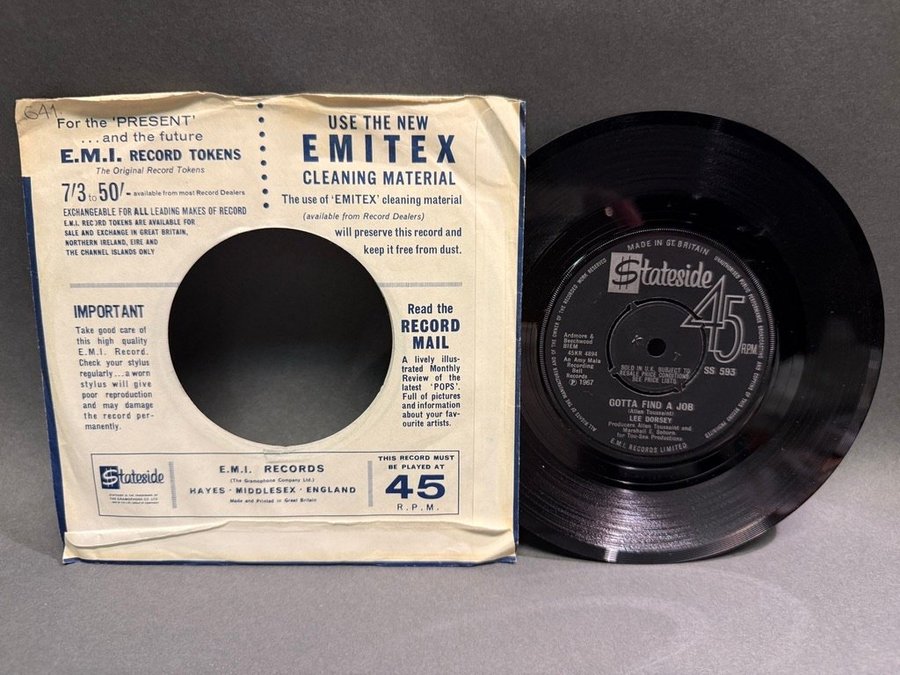 641.
For the 'PRESENT'
...and the future
E.M.I. RECORD TOKENS
The Original Record Tokens
7/3 to 50/- available from most Record Dealers
EXCHANGEABLE FOR ALL LEADING MAKES OF RECORD
E.M.I. RECORD TOKENS ARE AVAILABLE FOR
SALE AND EXCHANGE IN GREAT BRITAIN,
NORTHERN IRELAND, EIRE AND
THE CHANNEL ISLANDS ONLY
USE THE NEW
EMITEX
CLEANING MATERIAL
The use of 'EMITEX' cleaning material
(available from Record Dealers)
will preserve this record and
keep it free from dust.
IMPORTANT
Take good care of
this high quality
E.M.I. Record.
Check your stylus
regularly...a worn
stylus will give
poor reproduction
and may damage
the record per-
manently.
Read the
RECORD
MAIL
A lively illus-
trated Monthly
Review of the
latest 'POPS'.
Full of pictures
and information
about your fav-
ourite artists.
Stateside
E.M.I. RECORDS
(The Gramophone Company Ltd.)
HAYES · MIDDLESEX · ENGLAND
Made and Printed in Great Britain
THIS RECORD MUST
BE PLAYED AT
45
R.P.M.
MADE IN GT. BRITAIN
Stateside
45
RPM
SS 593
Ardmore &
Beechwood
BIEM
45KR 4894
An Amy Mala
Recording
Bell
Records
Ⓟ 1967
SOLD IN U.K. SUBJECT TO
RESALE PRICE CONDITIONS,
SEE PRICE LISTS
GOTTA FIND A JOB
(Allen Toussaint)
LEE DORSEY
Producers Allen Toussaint and
Marshall E. Sehorn.
for Tou-Sea Productions
E.M.I. RECORDS LIMITED